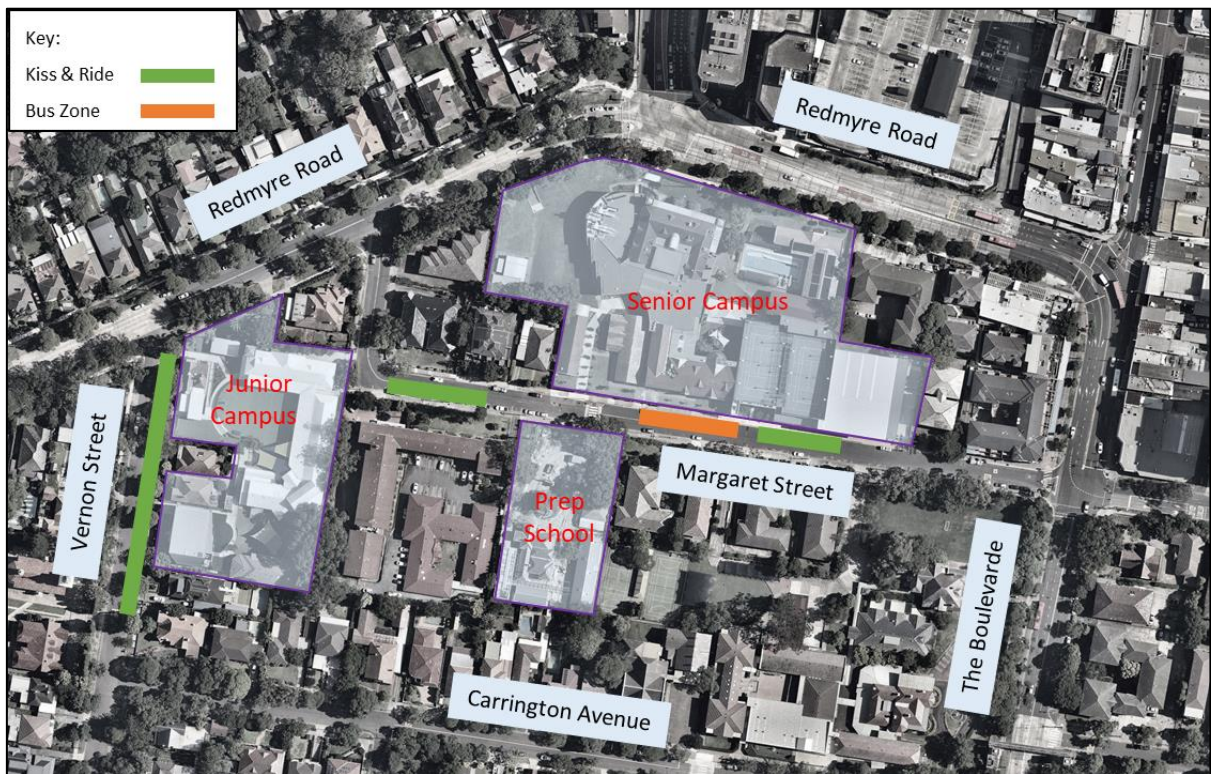 Key:
Kiss & Ride
Bus Zone
Redmyre Road
Redmyre Road
Senior Campus
Junior
Campus
Vernon Street
Margaret Street
Prep
School
The Boulevarde
Carrington Avenue